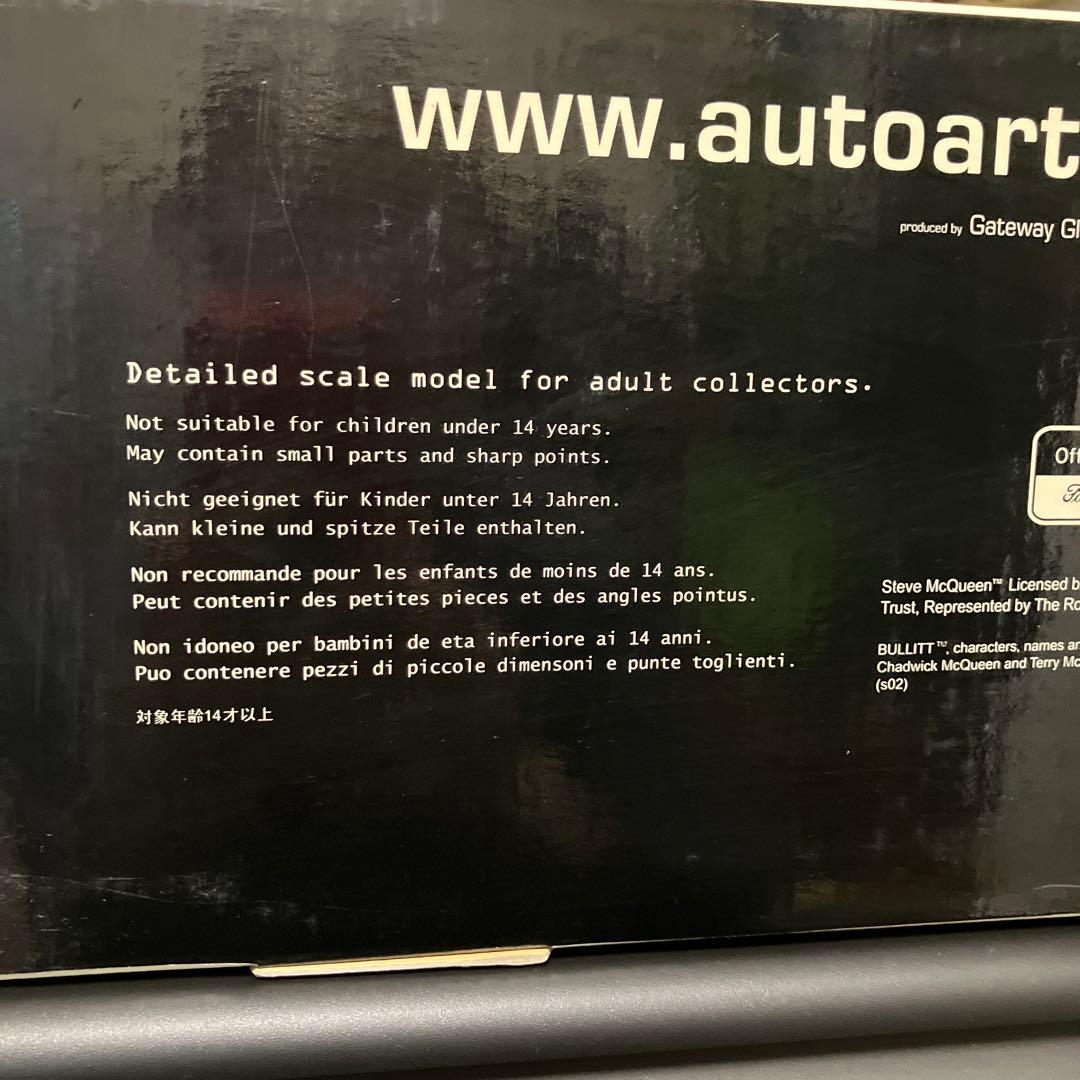 www.autoart
produced by Gateway Gl
Detailed scale model for adult collectors.
Not suitable for children under 14 years.
May contain small parts and sharp points.
Nicht geeignet für Kinder unter 14 Jahren.
Kann kleine und spitze Teile enthalten.
Non recommande pour les enfants de moins de 14 ans.
Peut contenir des petites pieces et des angles pointus.
Non idoneo per bambini de eta inferiore ai 14 anni.
Puo contenere pezzi di piccole dimensoni e punte toglienti.
対象年齢14才以上
Off
Steve McQueen™ Licensed b
Trust, Represented by The Ro
BULLITT™, characters, names an
Chadwick McQueen and Terry Mc
(s02)